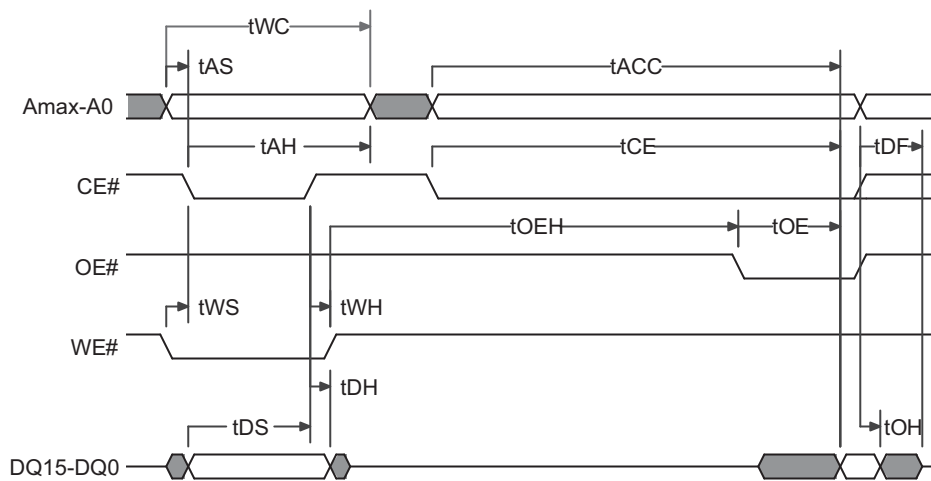 tWC
tAS
tACC
Amax-A0
tAH
tCE
tDF
CE#
tOEH
tOE
OE#
tWS
tWH
WE#
tDH
tDS
tOH
DQ15-DQ0